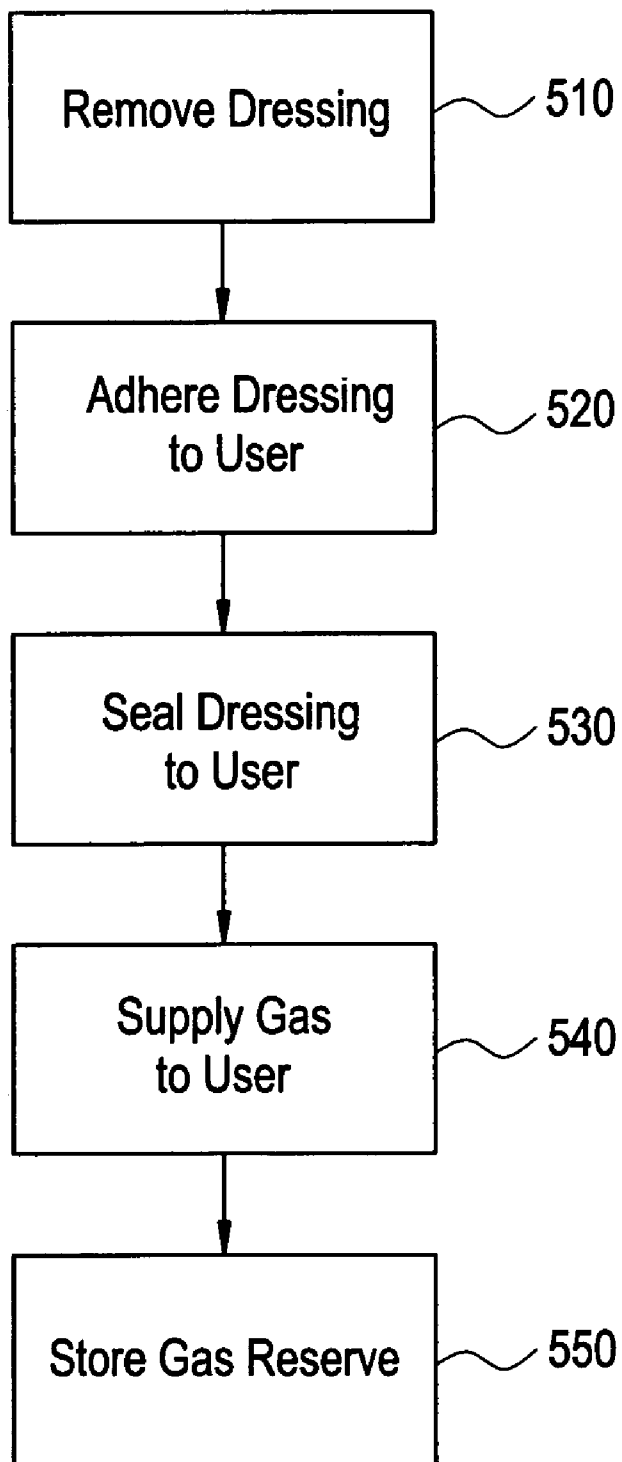 Remove Dressing
510
Adhere Dressing
to User
520
Seal Dressing
to User
530
Supply Gas
to User
540
Store Gas Reserve
550